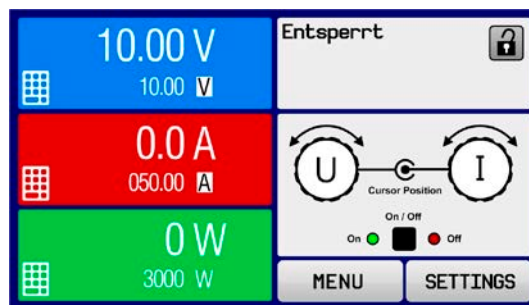 10.00 V
10.00 V
0.0 A
050.00 A
0 W
3000 W
Entsperrt
U I
Cursor Position
On / Off
On Off
MENU SETTINGS